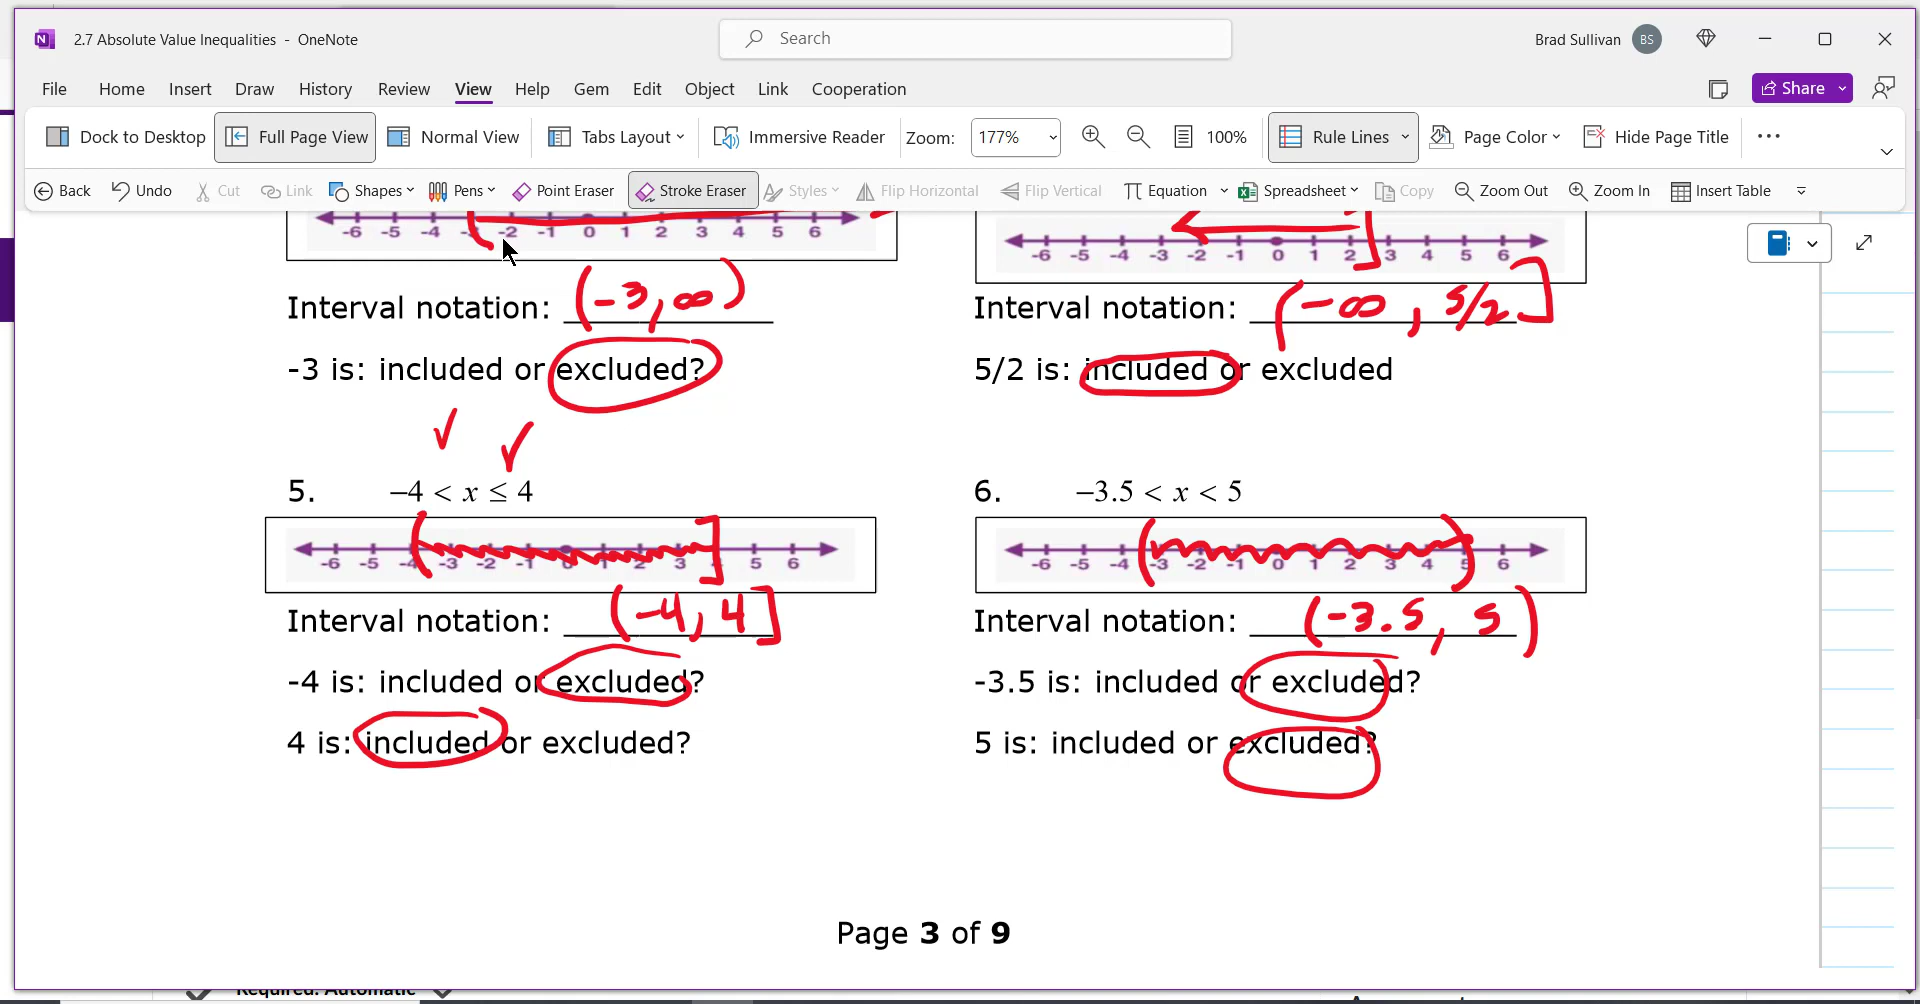 2.7 Absolute Value Inequalities - OneNote
Search
Brad Sullivan BS
File Home Insert Draw History Review View Help Gem Edit Object Link Cooperation
Share
Dock to Desktop Full Page View Normal View Tabs Layout Immersive Reader Zoom: 177% 100% Rule Lines Page Color Hide Page Title
Back Undo Cut Link Shapes Pens Point Eraser Stroke Eraser Styles Flip Horizontal Flip Vertical Equation Spreadsheet Copy Zoom Out Zoom In Insert Table
-6 -5 -4 -3 -2 -1 0 1 2 3 4 5 6
Interval notation: (-3, ∞)
-3 is: included or excluded?
-6 -5 -4 -3 -2 -1 0 1 2 3 4 5 6
Interval notation: (-∞, 5/2]
5/2 is: included or excluded
5. −4 < x ≤ 4
-6 -5 -4 -3 -2 -1 0 1 2 3 5 6
Interval notation: (-4, 4]
-4 is: included or excluded?
4 is: included or excluded?
6. −3.5 < x < 5
-6 -5 -4 -3 -2 -1 0 1 2 3 4 5 6
Interval notation: (-3.5, 5)
-3.5 is: included or excluded?
5 is: included or excluded?
Page 3 of 9
Required: Automatic